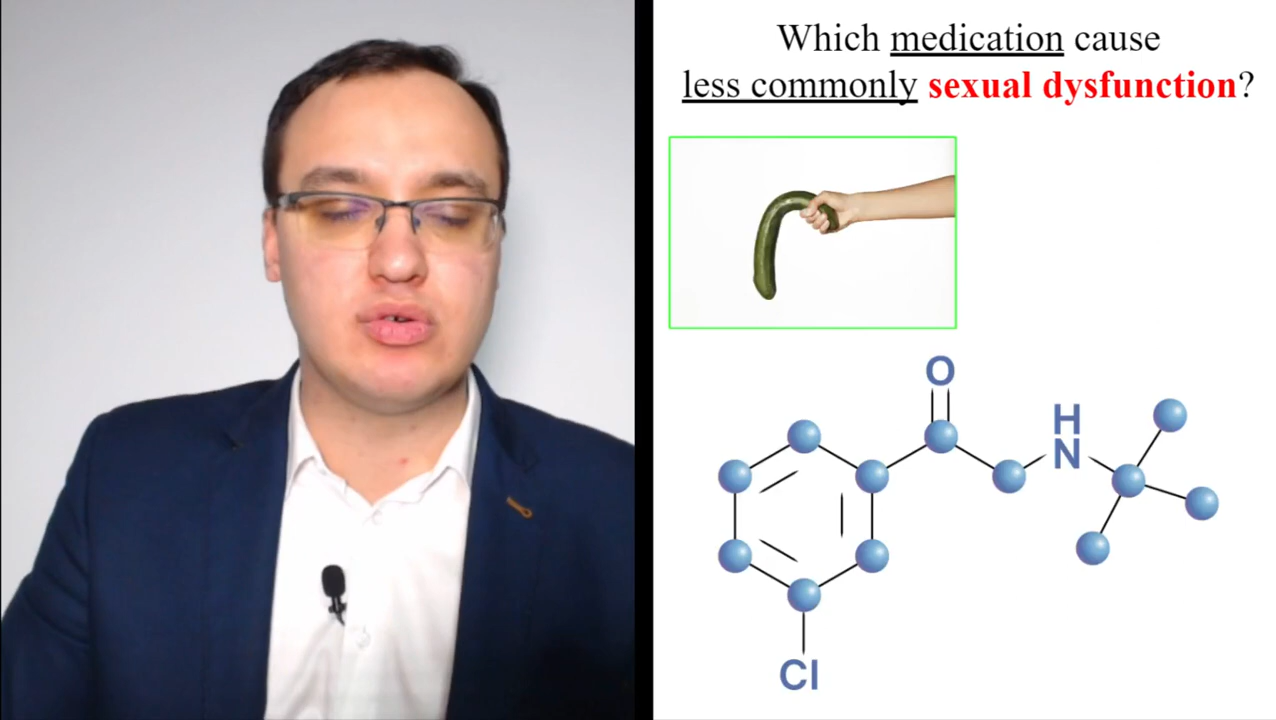 Which medication cause
less commonly sexual dysfunction?
O
H
N
Cl